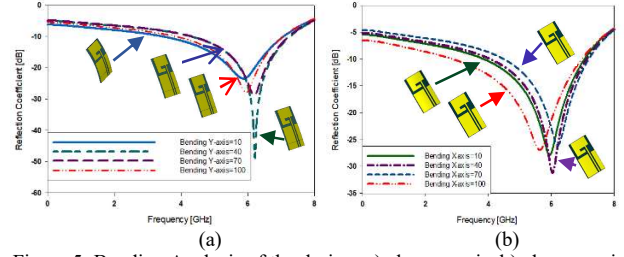 0
-10
-20
-30
-40
-50
-60
Reflection Coefficient [dB]
Bending Y-axis=10
Bending Y-axis=40
Bending Y-axis=70
Bending Y-axis=100
0 2 4 6 8
Frequency [GHz]
(a)
0
-5
-10
-15
-20
-25
-30
-35
Reflection Coefficient [dB]
Bending X-axis=10
Bending X-axis=40
Bending X-axis=70
Bending X-axis=100
0 2 4 6 8
Frequency [GHz]
(b)